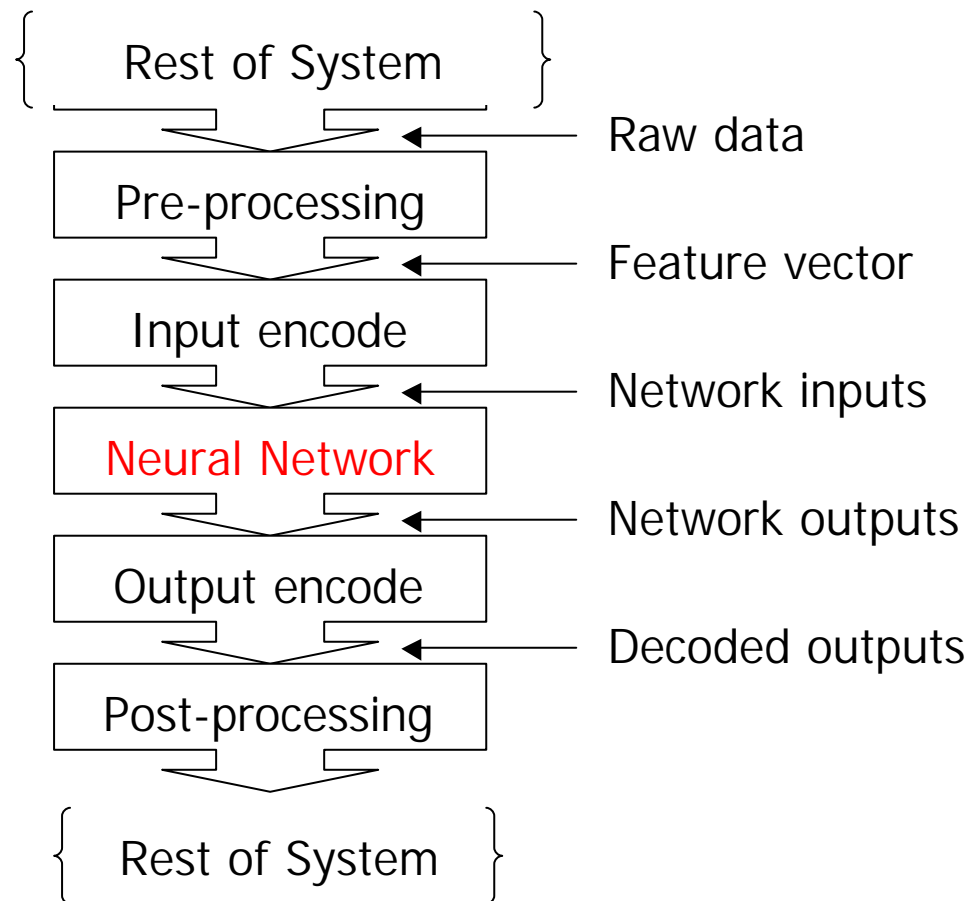 Rest of System
Raw data
Pre-processing
Feature vector
Input encode
Network inputs
Neural Network
Network outputs
Output encode
Decoded outputs
Post-processing
Rest of System